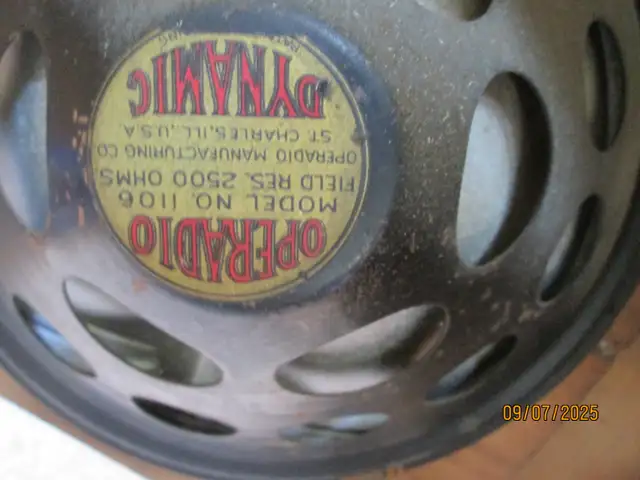 OPERADIO
MODEL NO. 1106
FIELD RES. 2500 OHMS
OPERADIO MANUFACTURING CO
ST. CHARLES, ILL., U.S.A
DYNAMIC
09/07/2025